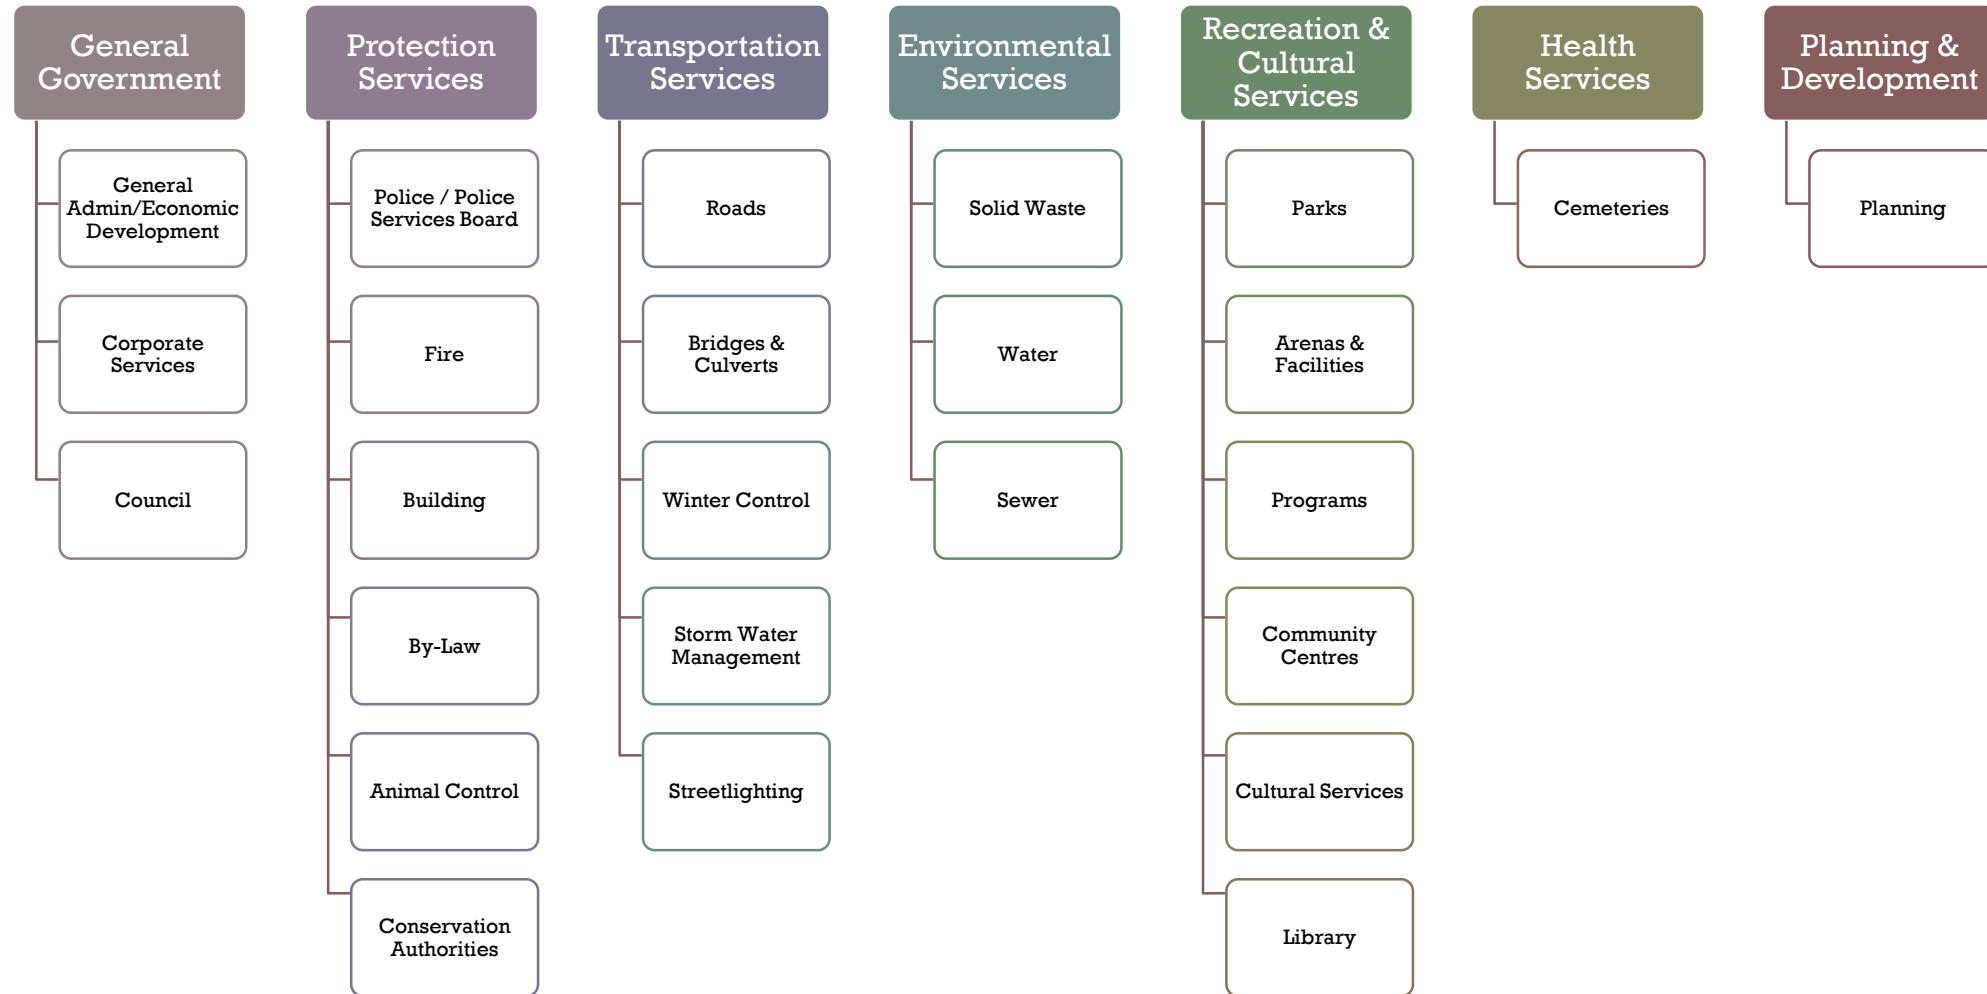 General
Government
General
Admin/Economic
Development
Corporate
Services
Council
Protection
Services
Police / Police
Services Board
Fire
Building
By-Law
Animal Control
Conservation
Authorities
Transportation
Services
Roads
Bridges &
Culverts
Winter Control
Storm Water
Management
Streetlighting
Environmental
Services
Solid Waste
Water
Sewer
Recreation &
Cultural
Services
Parks
Arenas &
Facilities
Programs
Community
Centres
Cultural Services
Library
Health
Services
Cemeteries
Planning &
Development
Planning